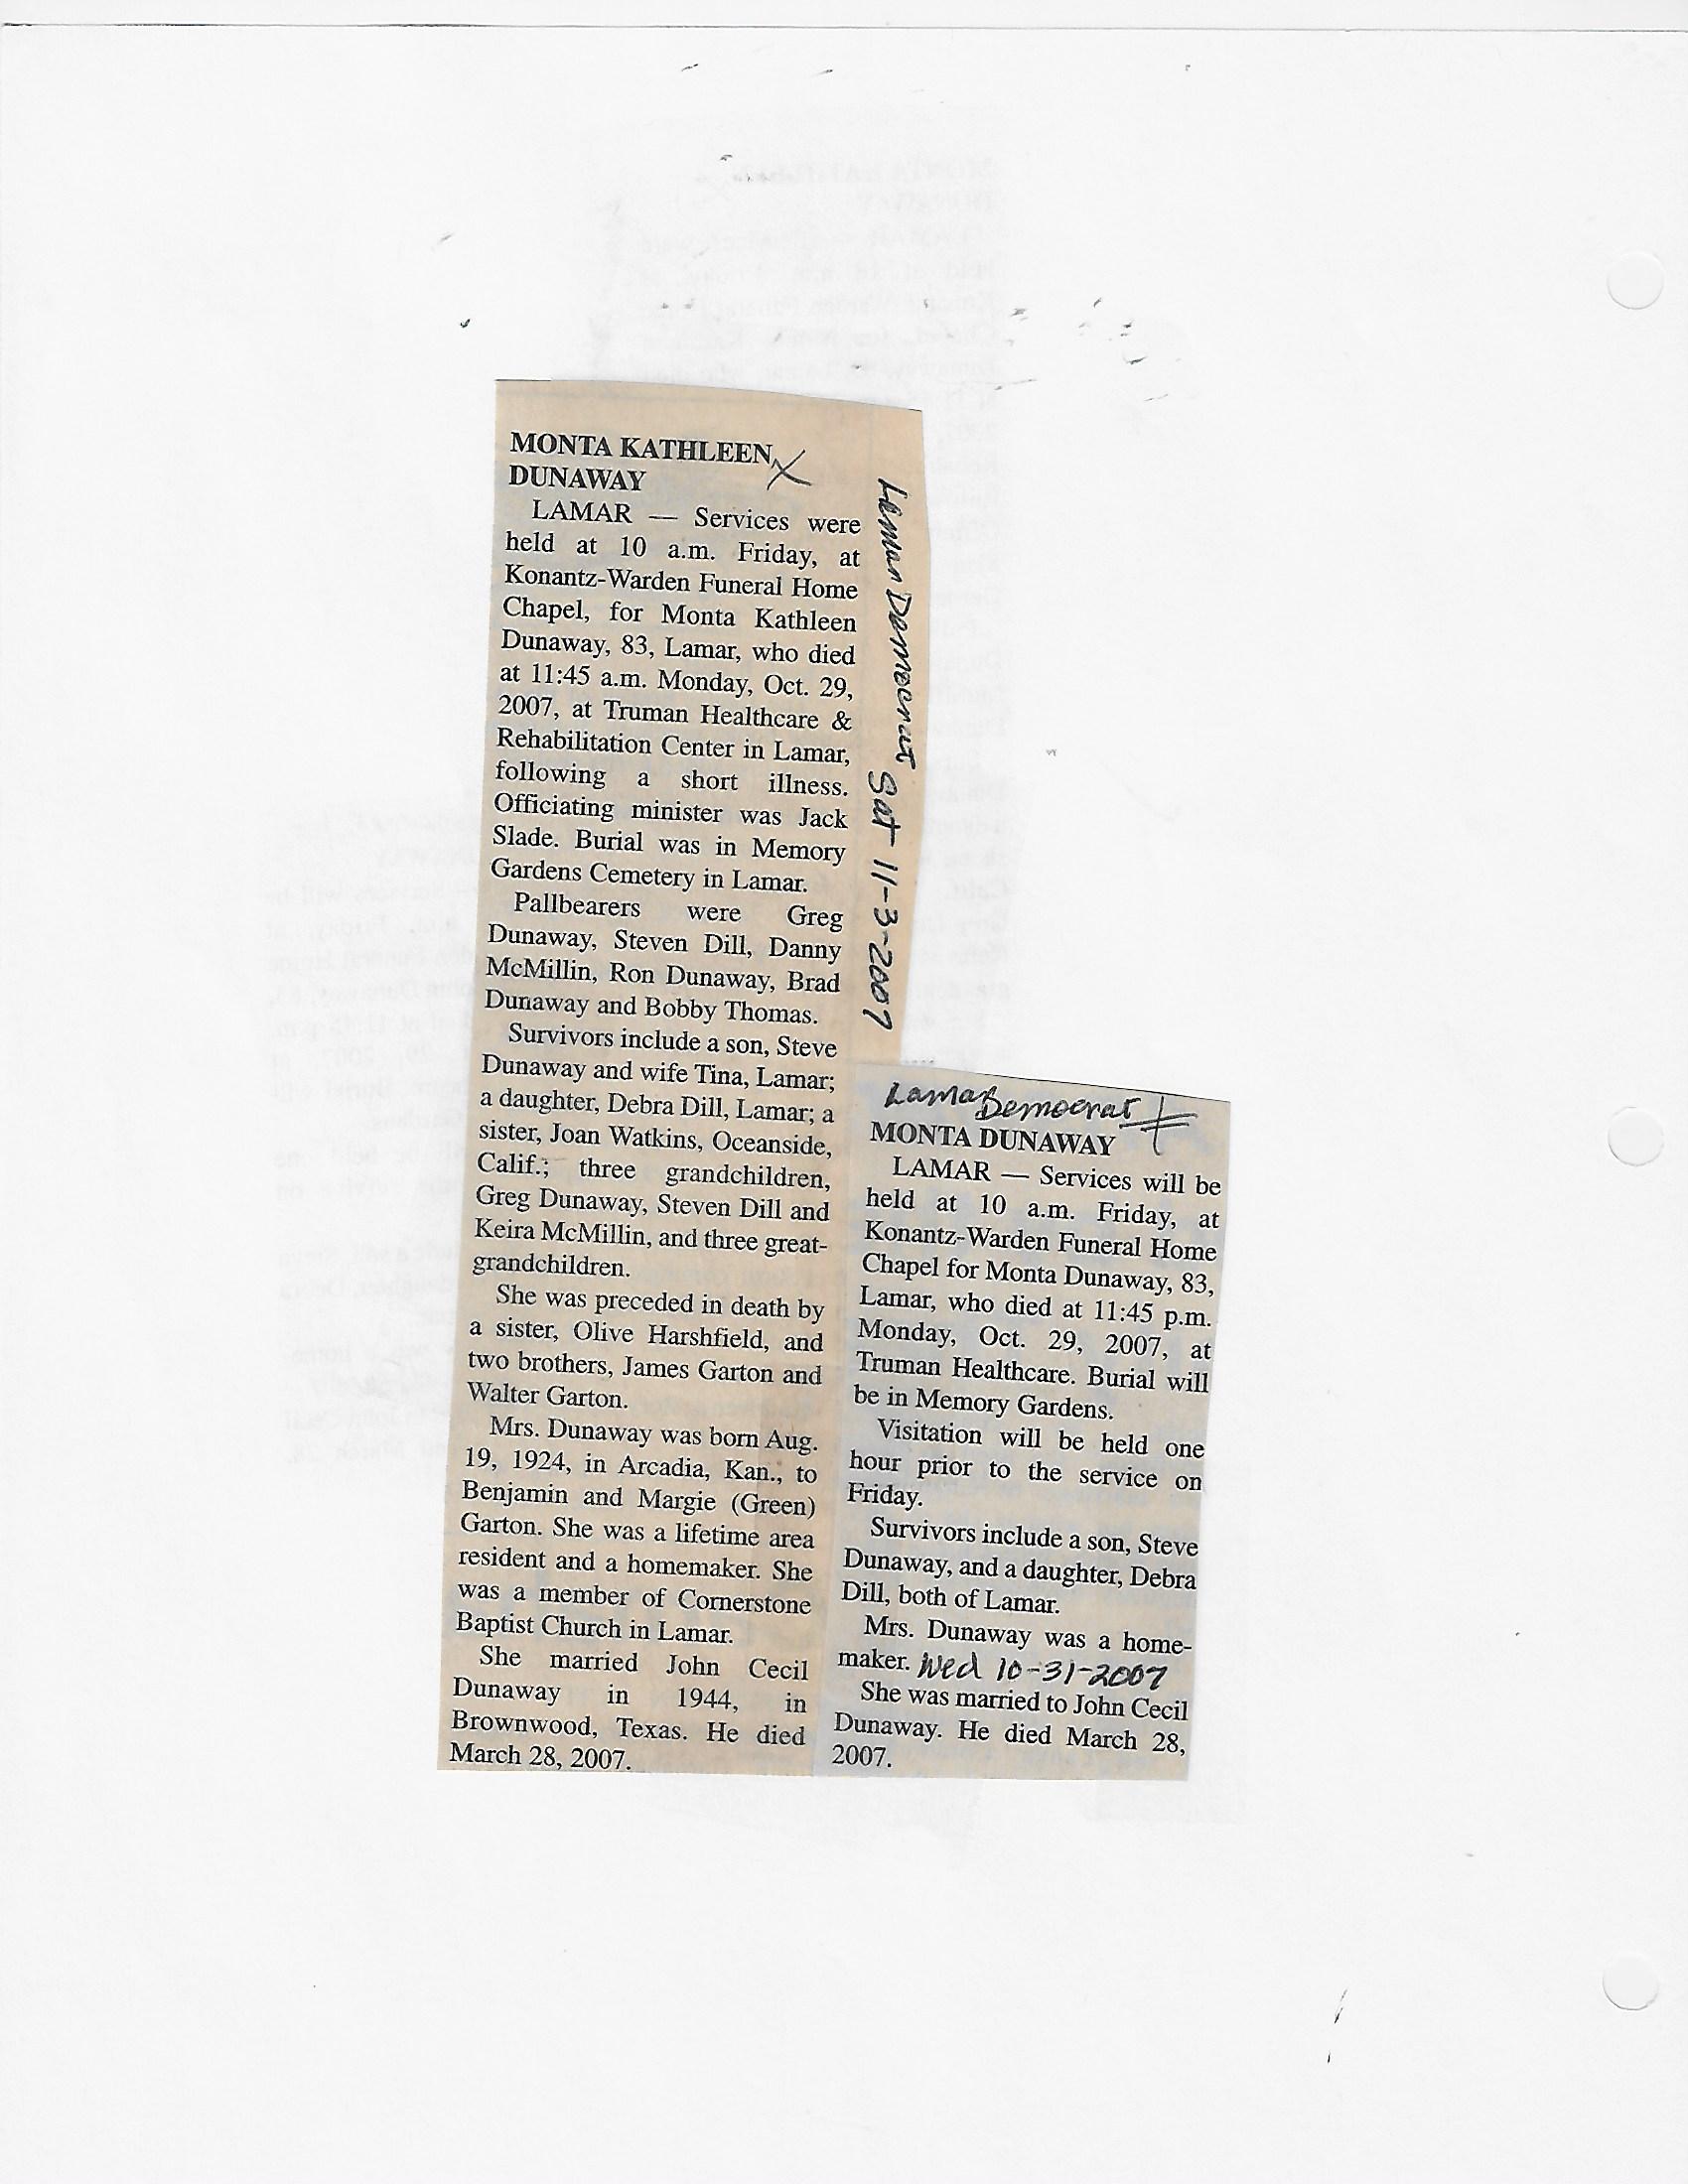 MONTA KATHLEEN
DUNAWAY
LAMAR — Services were
held at 10 a.m. Friday, at
Konantz-Warden Funeral Home
Chapel, for Monta Kathleen
Dunaway, 83, Lamar, who died
at 11:45 a.m. Monday, Oct. 29,
2007, at Truman Healthcare &
Rehabilitation Center in Lamar,
following a short illness.
Officiating minister was Jack
Slade. Burial was in Memory
Gardens Cemetery in Lamar.
Pallbearers were Greg
Dunaway, Steven Dill, Danny
McMillin, Ron Dunaway, Brad
Dunaway and Bobby Thomas.
Survivors include a son, Steve
Dunaway and wife Tina, Lamar;
a daughter, Debra Dill, Lamar; a
sister, Joan Watkins, Oceanside,
Calif.; three grandchildren,
Greg Dunaway, Steven Dill and
Keira McMillin, and three great-
grandchildren.
She was preceded in death by
a sister, Olive Harshfield, and
two brothers, James Garton and
Walter Garton.
Mrs. Dunaway was born Aug.
19, 1924, in Arcadia, Kan., to
Benjamin and Margie (Green)
Garton. She was a lifetime area
resident and a homemaker. She
was a member of Cornerstone
Baptist Church in Lamar.
She married John Cecil
Dunaway in 1944, in
Brownwood, Texas. He died
March 28, 2007.
Lamar Democrat Sat 11-3-2007
Lamar Democrat
MONTA DUNAWAY
LAMAR — Services will be
held at 10 a.m. Friday, at
Konantz-Warden Funeral Home
Chapel for Monta Dunaway, 83,
Lamar, who died at 11:45 p.m.
Monday, Oct. 29, 2007, at
Truman Healthcare. Burial will
be in Memory Gardens.
Visitation will be held one
hour prior to the service on
Friday.
Survivors include a son, Steve
Dunaway, and a daughter, Debra
Dill, both of Lamar.
Mrs. Dunaway was a home-
maker. Wed 10-31-2007
She was married to John Cecil
Dunaway. He died March 28,
2007.